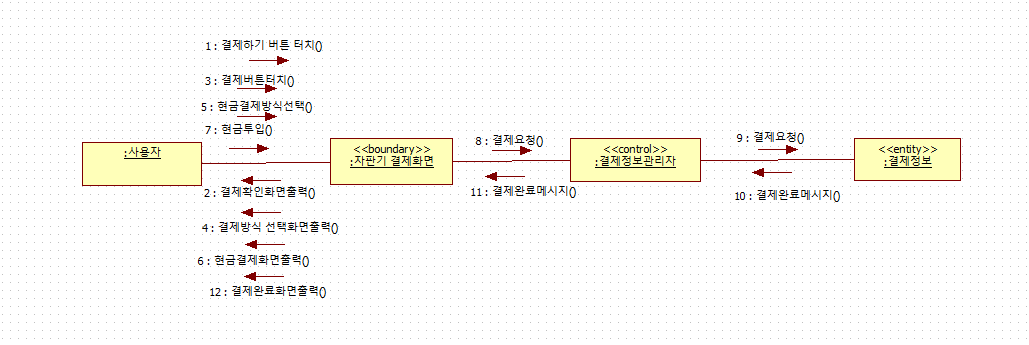 1 : 결제하기 버튼 터치()
3 : 결제버튼터치()
5 : 현금결제방식선택()
7 : 현금투입()
:사용자
<<boundary>>
:자판기 결제화면
8 : 결제요청()
<<control>>
:결제정보관리자
9 : 결제요청()
<<entity>>
:결제정보
2 : 결제확인화면출력()
11 : 결제완료메시지()
10 : 결제완료메시지()
4 : 결제방식 선택화면출력()
6 : 현금결제화면출력()
12 : 결제완료화면출력()